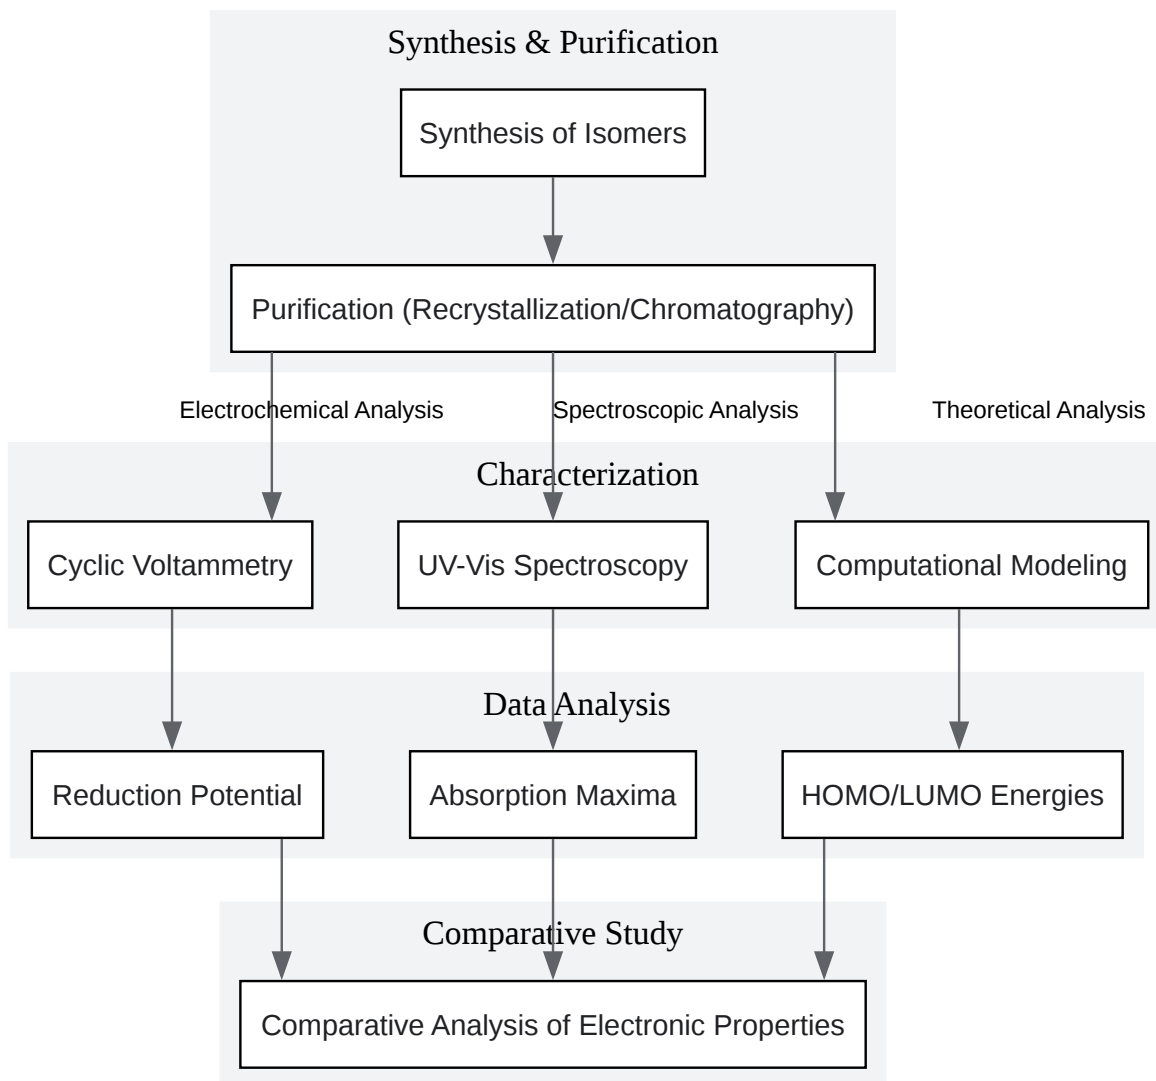 Synthesis & Purification
Synthesis of Isomers
Purification (Recrystallization/Chromatography)
Electrochemical Analysis
Spectroscopic Analysis
Theoretical Analysis
Characterization
Cyclic Voltammetry
UV-Vis Spectroscopy
Computational Modeling
Data Analysis
Reduction Potential
Absorption Maxima
HOMO/LUMO Energies
Comparative Study
Comparative Analysis of Electronic Properties